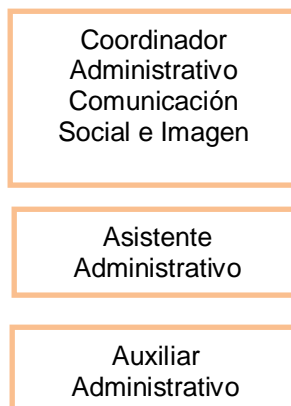 Coordinador
Administrativo
Comunicación
Social e Imagen
Asistente
Administrativo
Auxiliar
Administrativo